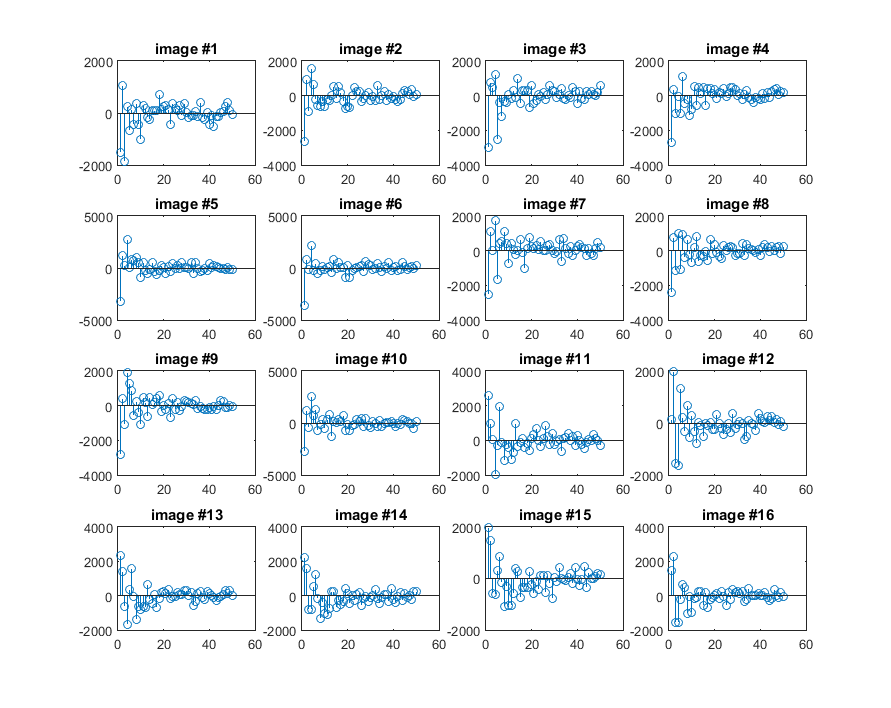 image #1 image #2 image #3 image #4
2000 2000 2000 2000
0 0 0 0
-2000 -2000 -2000
-2000 -4000 -4000 -4000
0 20 40 60 0 20 40 60 0 20 40 60 0 20 40 60
image #5 image #6 image #7 image #8
5000 5000 2000 2000
0 0 0 0
-2000 -2000
-5000 -5000 -4000 -4000
0 20 40 60 0 20 40 60 0 20 40 60 0 20 40 60
image #9 image #10 image #11 image #12
2000 5000 4000 2000
2000
0 0 0 0
-2000
-4000 -5000 -2000 -2000
0 20 40 60 0 20 40 60 0 20 40 60 0 20 40 60
image #13 image #14 image #15 image #16
4000 4000 2000 4000
2000 2000 2000
0 0 0 0
-2000 -2000 -2000 -2000
0 20 40 60 0 20 40 60 0 20 40 60 0 20 40 60